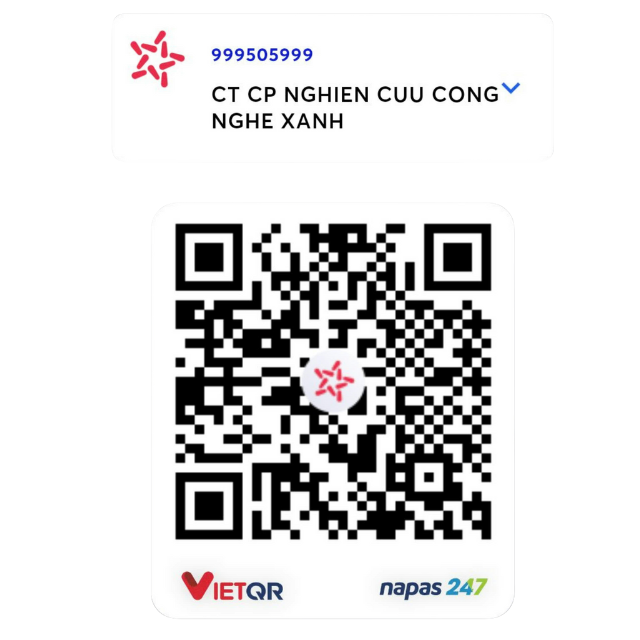 999505999
CT CP NGHIEN CUU CONG
NGHE XANH
VIETQR
napas 247